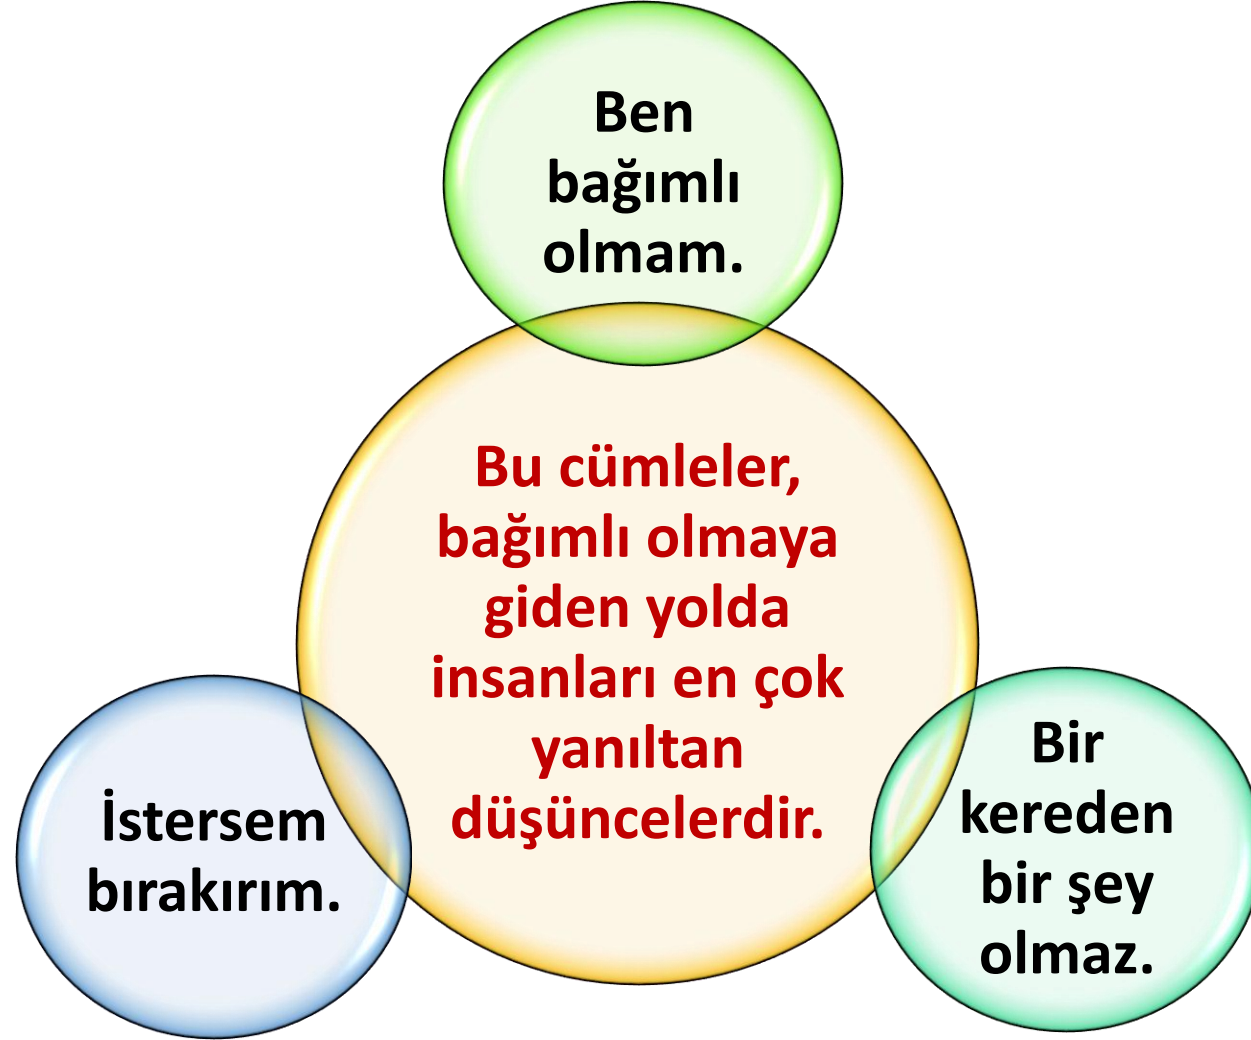 Ben
bağımlı
olmam.
Bu cümleler,
bağımlı olmaya
giden yolda
insanları en çok
yanıltan
düşüncelerdir.
İstersem
bırakırım.
Bir
kereden
bir şey
olmaz.